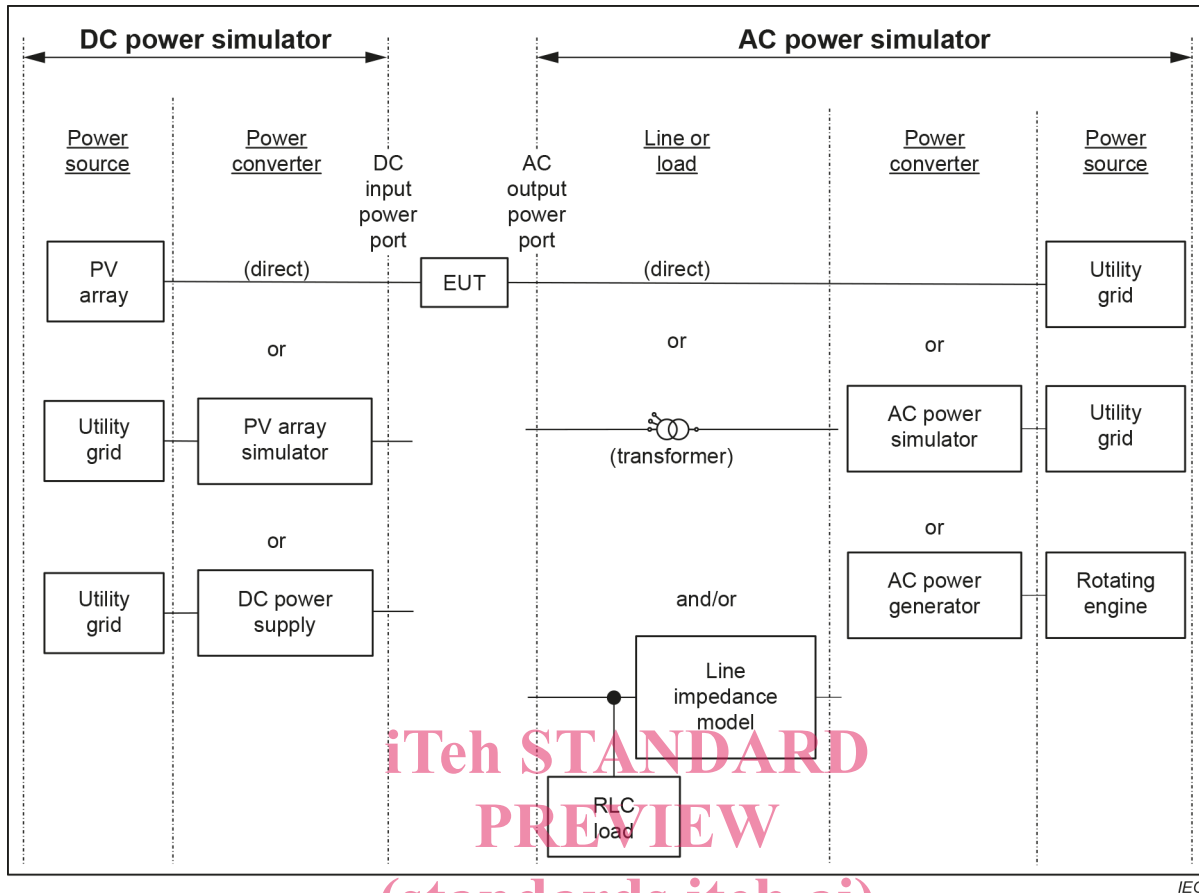 DC power simulator
AC power simulator
Power
source
Power
converter
DC
input
power
port
AC
output
power
port
Line or
load
Power
converter
Power
source
PV
array
(direct)
EUT
(direct)
Utility
grid
or
or
or
Utility
grid
PV array
simulator
(transformer)
AC power
simulator
Utility
grid
or
or
Utility
grid
DC power
supply
and/or
AC power
generator
Rotating
engine
Line
impedance
model
RLC
load
iTeh STANDARD
PREVIEW
(standards.iteh.ai)